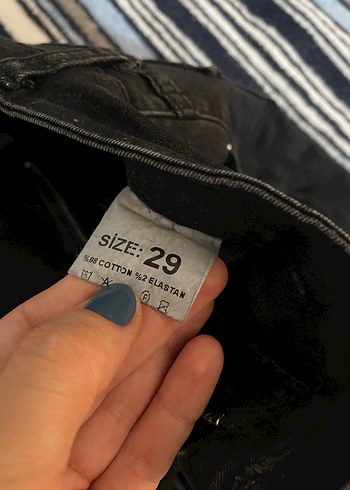 SİZE: 29
%98 COTTON %2 ELASTAN